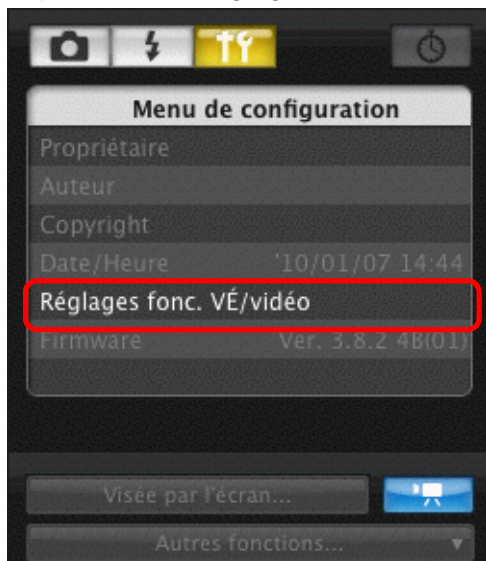 Menu de configuration
Propriétaire
Auteur
Copyright
Date/Heure '10/01/07 14:44
Réglages fonc. VÉ/vidéo
Firmware Ver. 3.8.2 4B(01)
Visée par l'écran...
Autres fonctions...